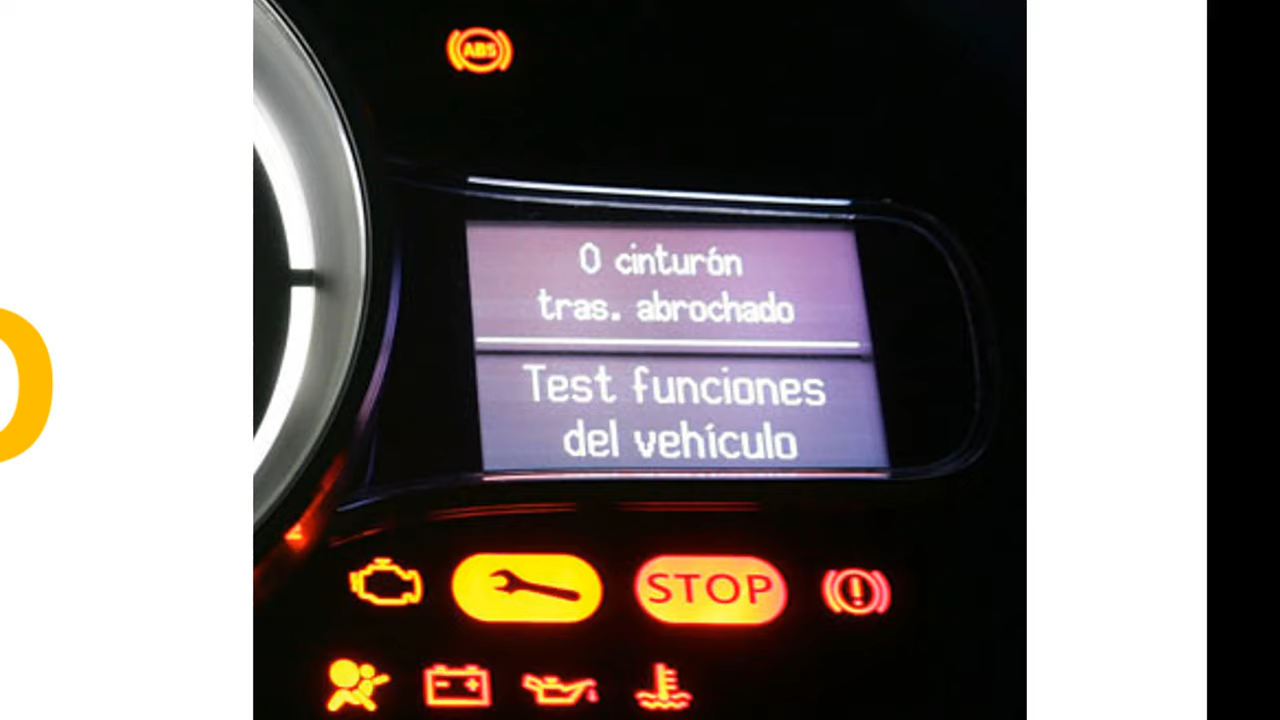 ABS
0 cinturón
tras. abrochado
Test funciones
del vehículo
STOP